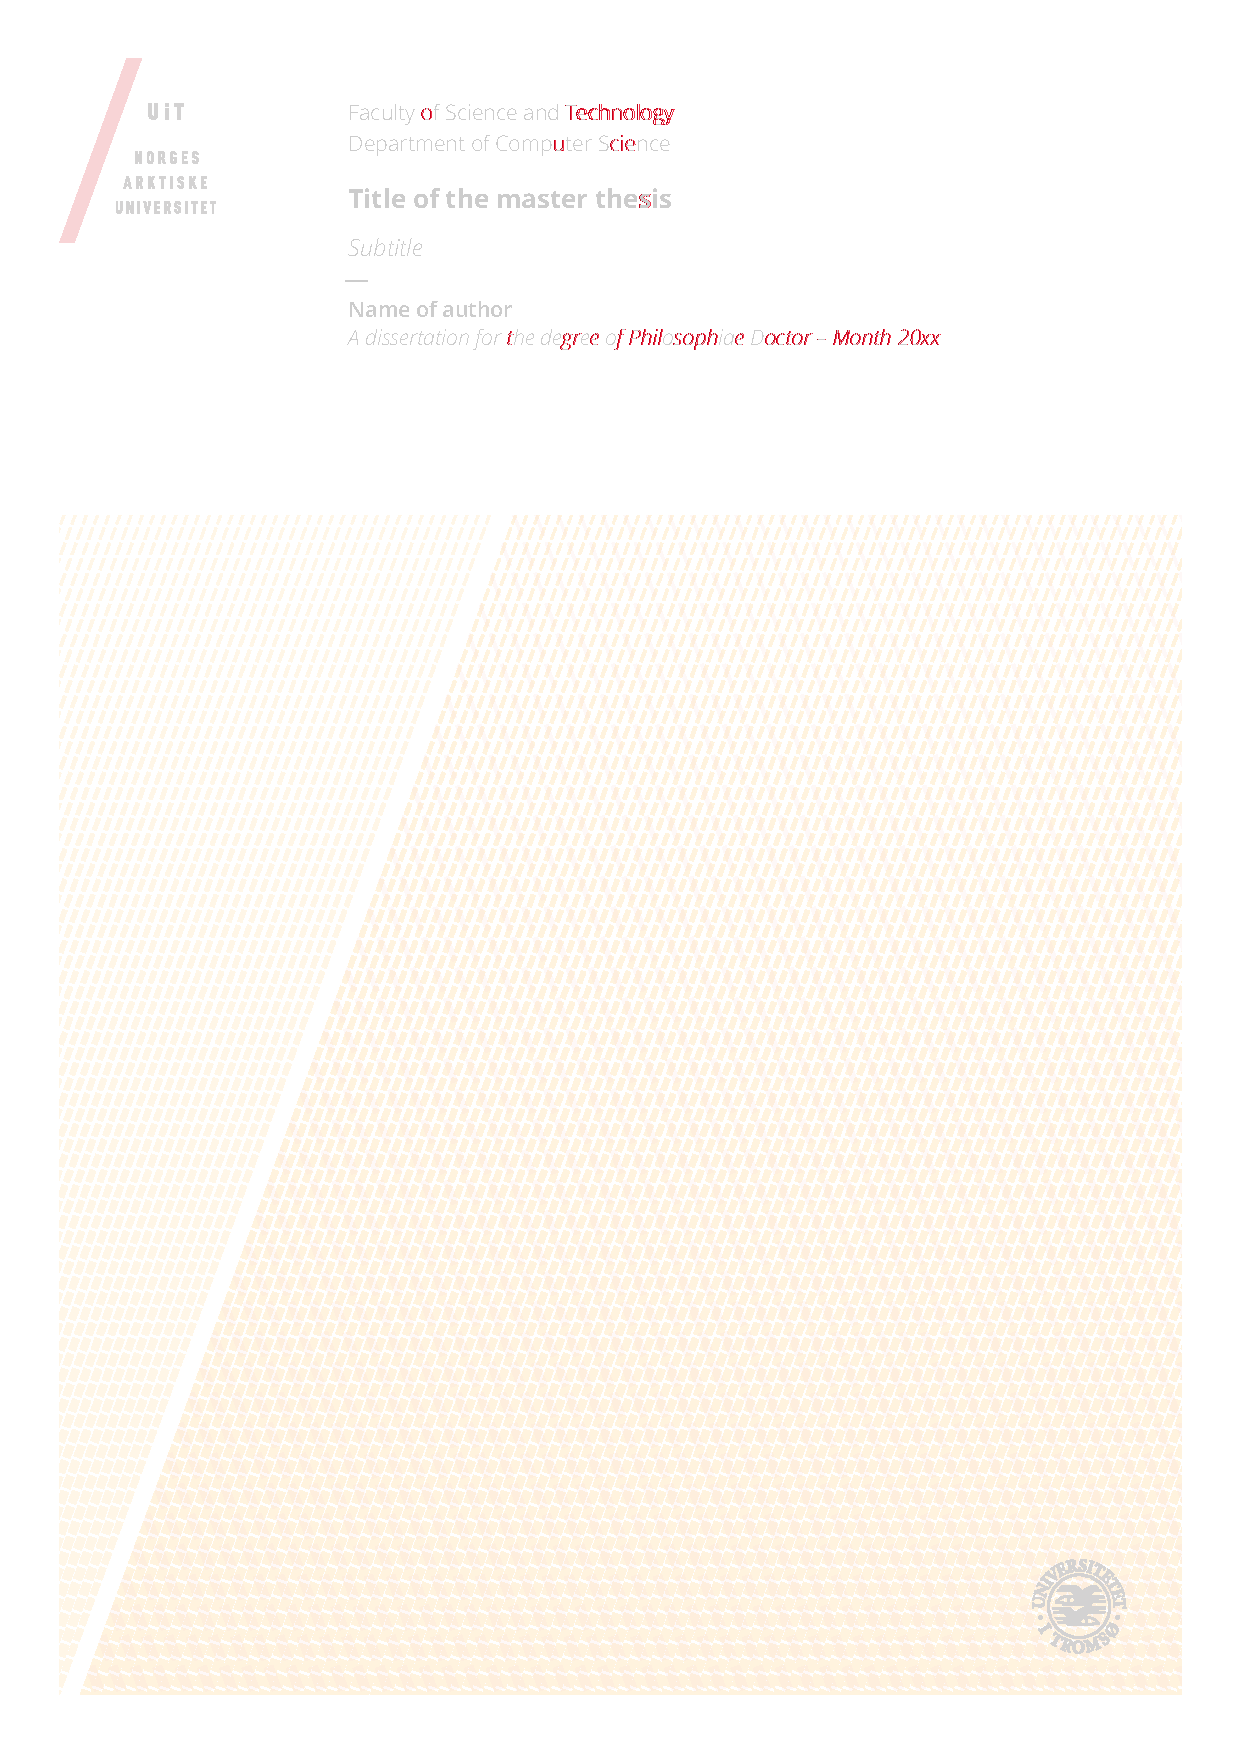 UiT
NORGES
ARKTISKE
UNIVERSITET
Faculty of Science and Technology
Department of Computer Science
Title of the master thesis
Subtitle
—
Name of author
A dissertation for the degree of Philosophiae Doctor – Month 20xx
UNIVERSITETET
· I TROMSØ ·